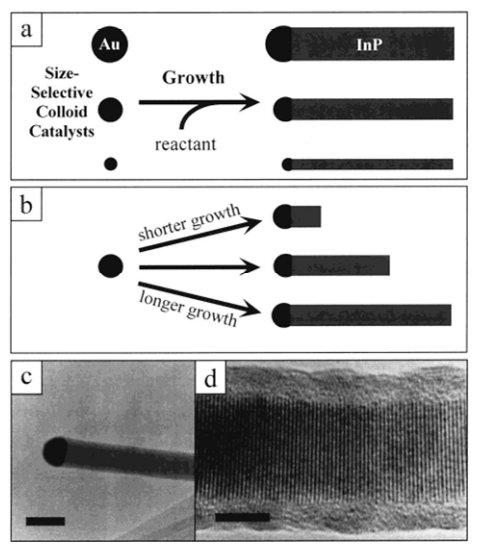 a
Au
InP
Size-
Selective
Colloid
Catalysts
Growth
reactant
b
shorter growth
longer growth
c
d